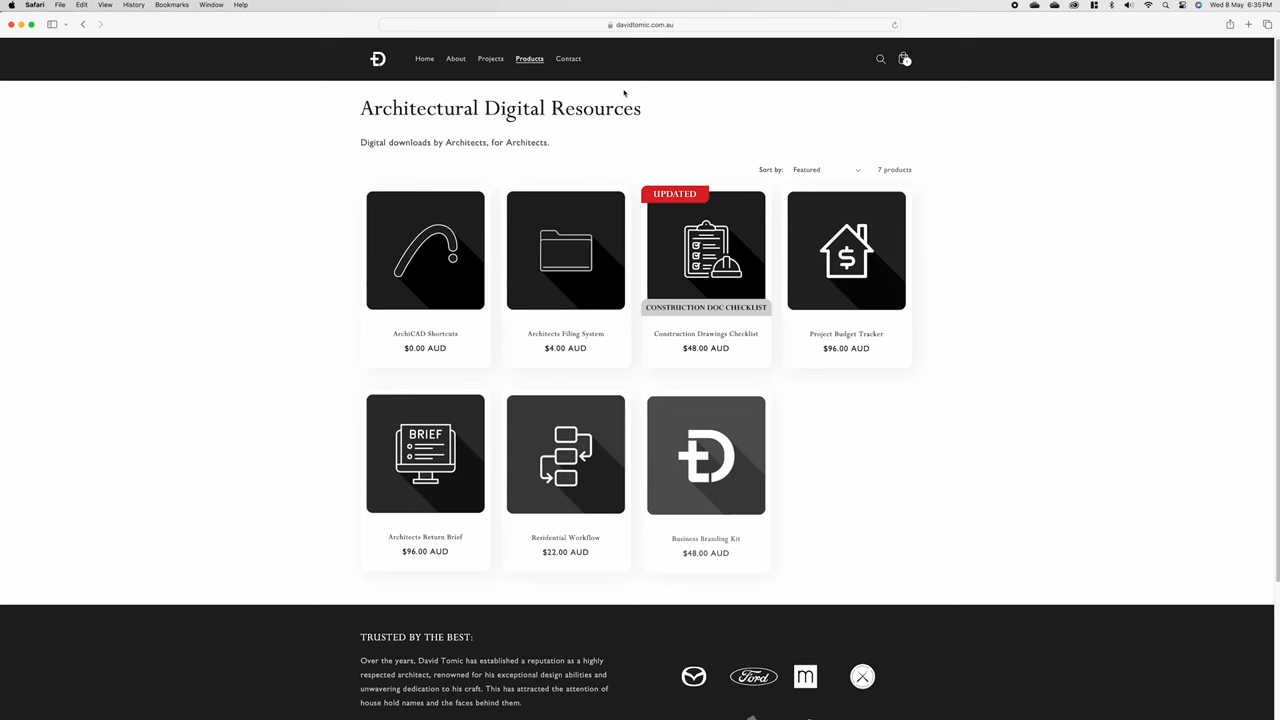 Safari File Edit View History Bookmarks Window Help Wed 8 May 6:35 PM
davidtomic.com.au
Home About Projects Products Contact
Architectural Digital Resources
Digital downloads by Architects, for Architects.
Sort by: Featured 7 products
UPDATED
CONSTRUCTION DOC CHECKLIST
$
ArchiCAD Shortcuts Architects Filing System Construction Drawings Checklist Project Budget Tracker
$0.00 AUD $4.00 AUD $48.00 AUD $96.00 AUD
BRIEF
Architects Return Brief Residential Workflow Business Branding Kit
$96.00 AUD $22.00 AUD $48.00 AUD
TRUSTED BY THE BEST:
Over the years, David Tomic has established a reputation as a highly
respected architect, renowned for his exceptional design abilities and
unwavering dedication to his craft. This has attracted the attention of
house hold names and the faces behind them.
Ford m